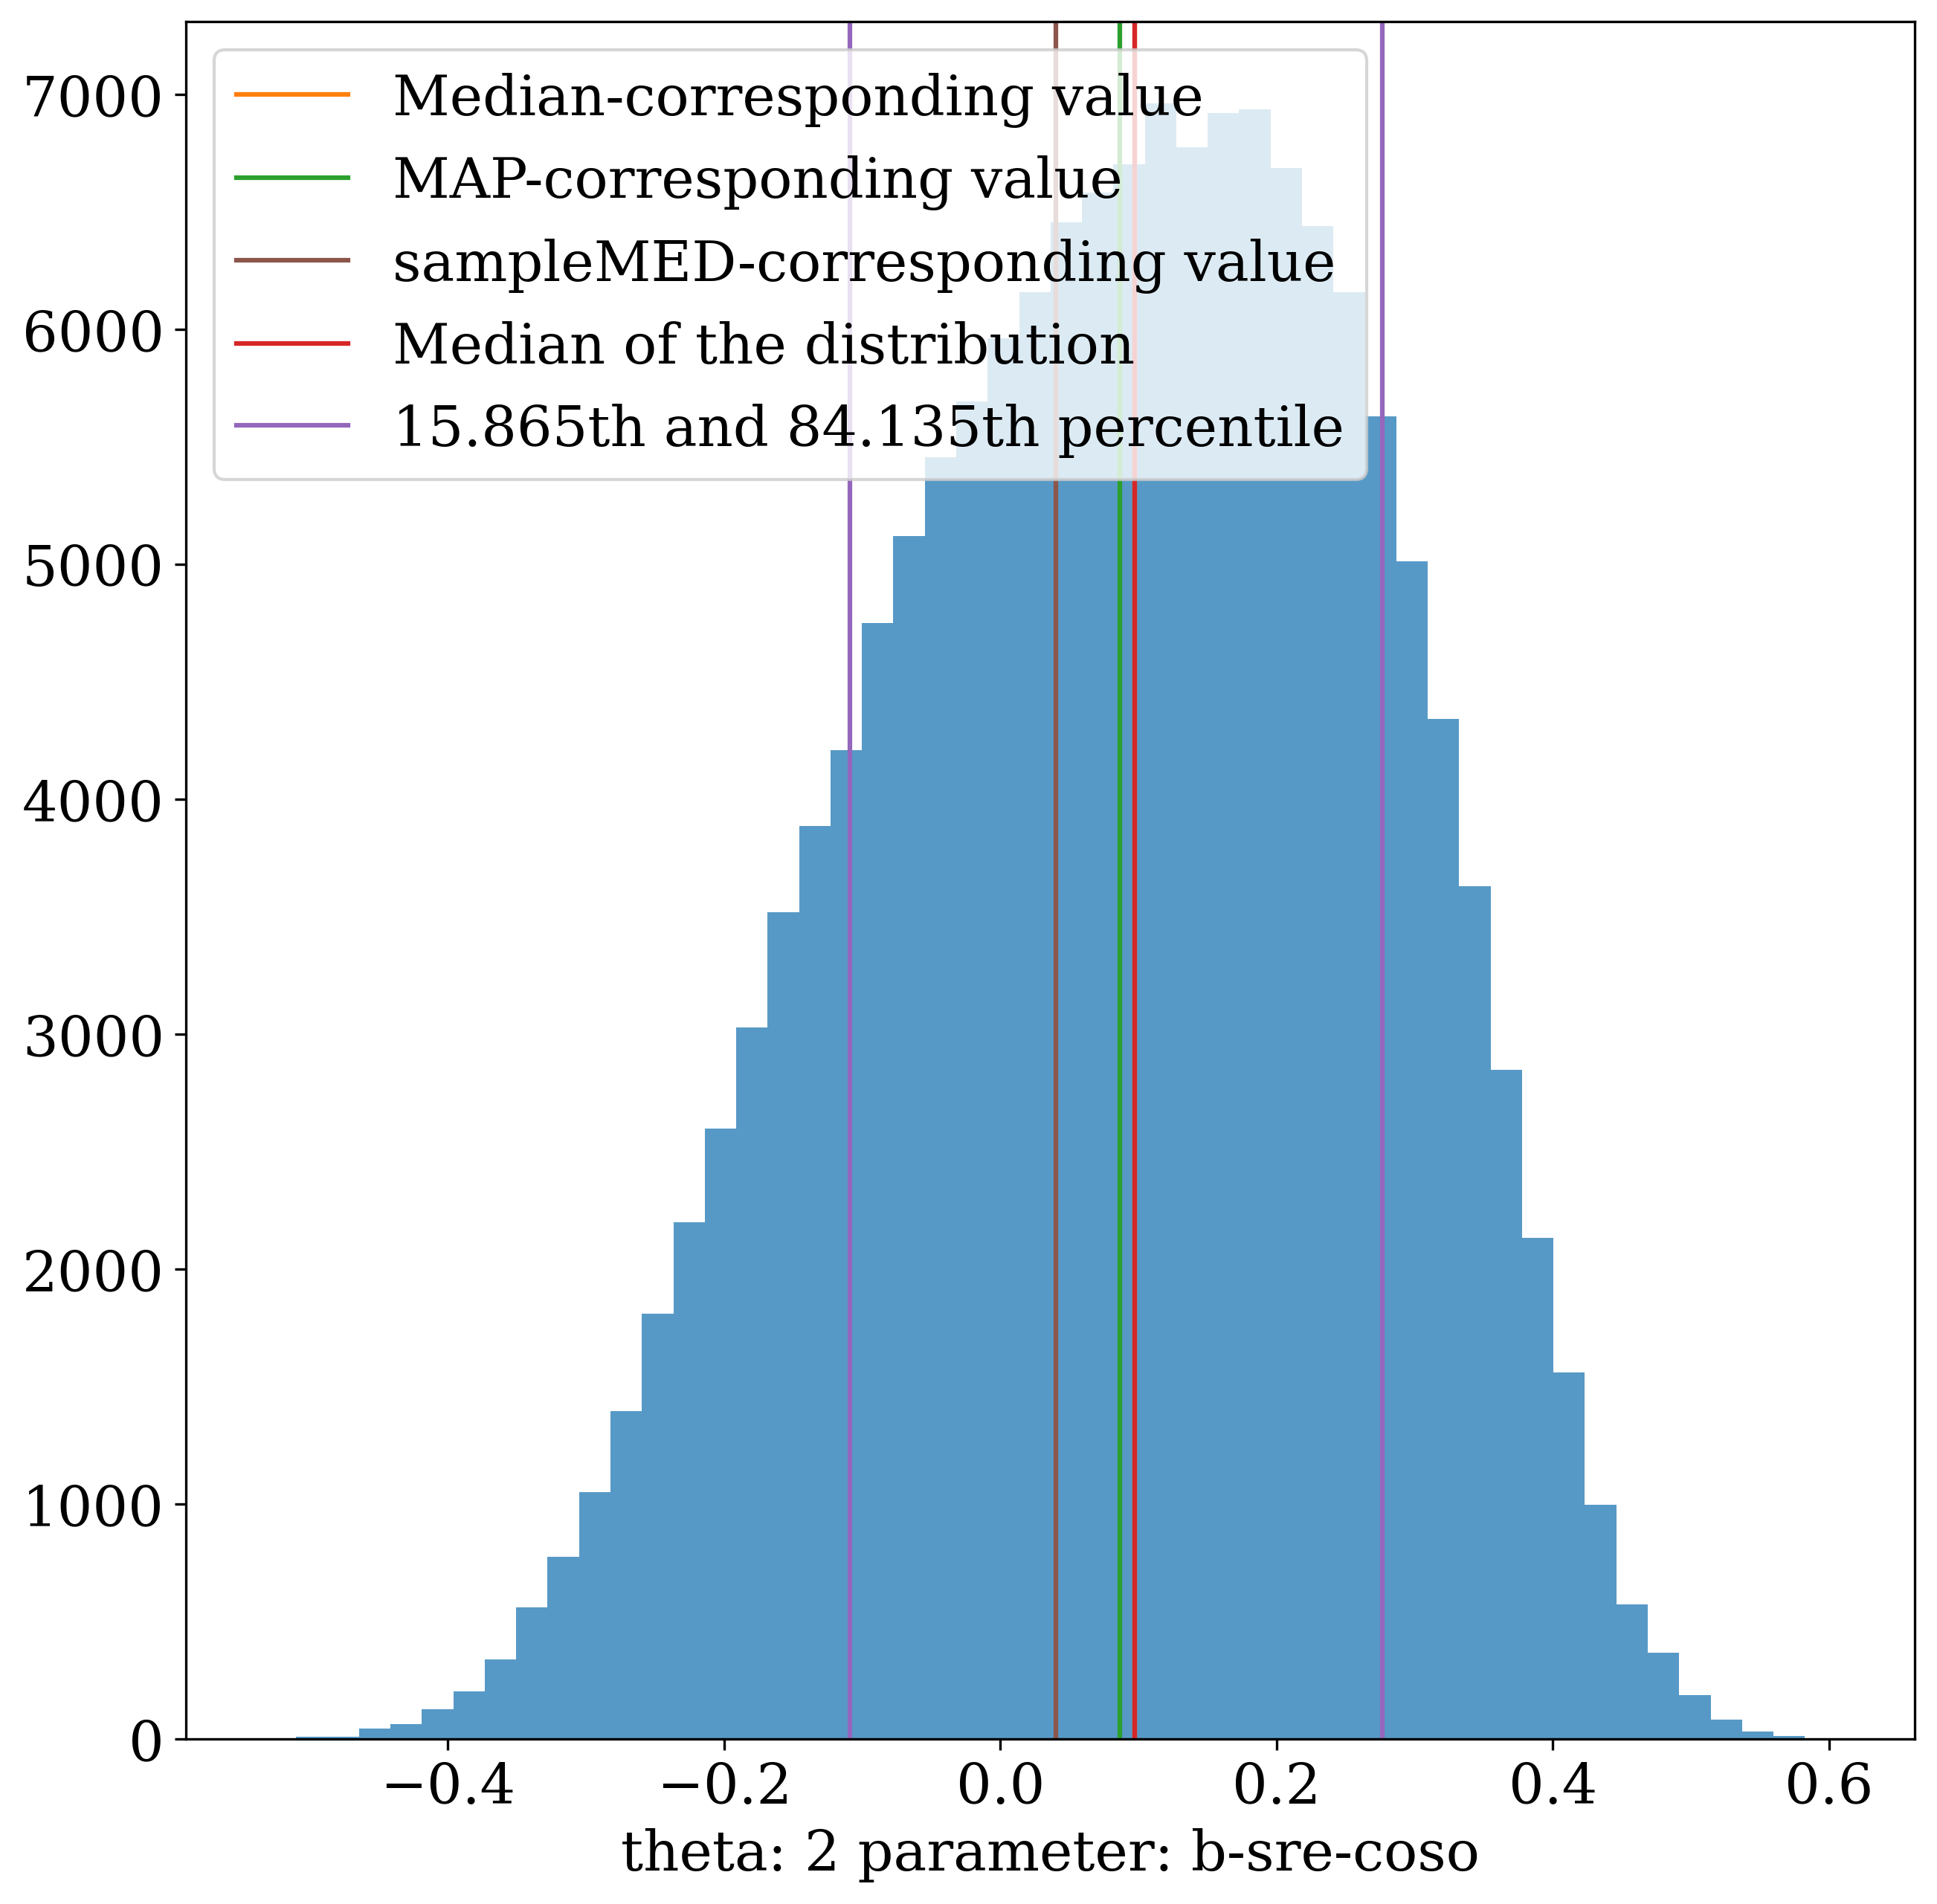 7000
6000
5000
4000
3000
2000
1000
0
Median-corresponding value
MAP-corresponding value
sampleMED-corresponding value
Median of the distribution
15.865th and 84.135th percentile
−0.4 −0.2 0.0 0.2 0.4 0.6
theta: 2 parameter: b-sre-coso